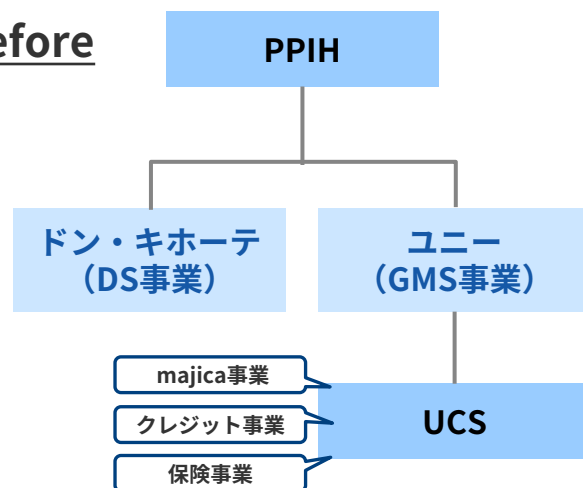 efore
PPIH
ドン・キホーテ
（DS事業）
ユニー
（GMS事業）
majica事業
クレジット事業
保険事業
UCS